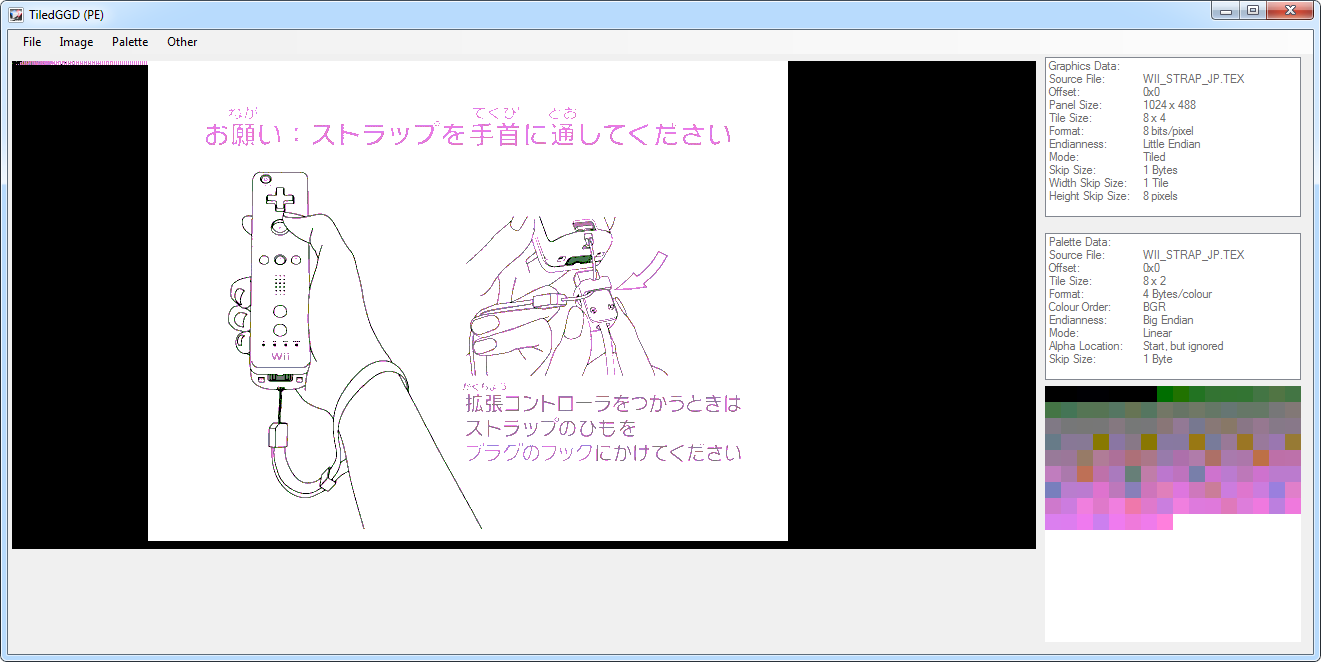 TiledGGD (PE)
File Image Palette Other
ながてくびとお
お願い：ストラップを手首に通してください
Wii
かくちょう
拡張コントローラをつかうときは
ストラップのひもを
プラグのフックにかけてください
Graphics Data:
Source File: WII_STRAP_JP.TEX
Offset: 0x0
Panel Size: 1024 x 488
Tile Size: 8 x 4
Format: 8 bits/pixel
Endianness: Little Endian
Mode: Tiled
Skip Size: 1 Bytes
Width Skip Size: 1 Tile
Height Skip Size: 8 pixels
Palette Data:
Source File: WII_STRAP_JP.TEX
Offset: 0x0
Tile Size: 8 x 2
Format: 4 Bytes/colour
Colour Order: BGR
Endianness: Big Endian
Mode: Linear
Alpha Location: Start, but ignored
Skip Size: 1 Byte